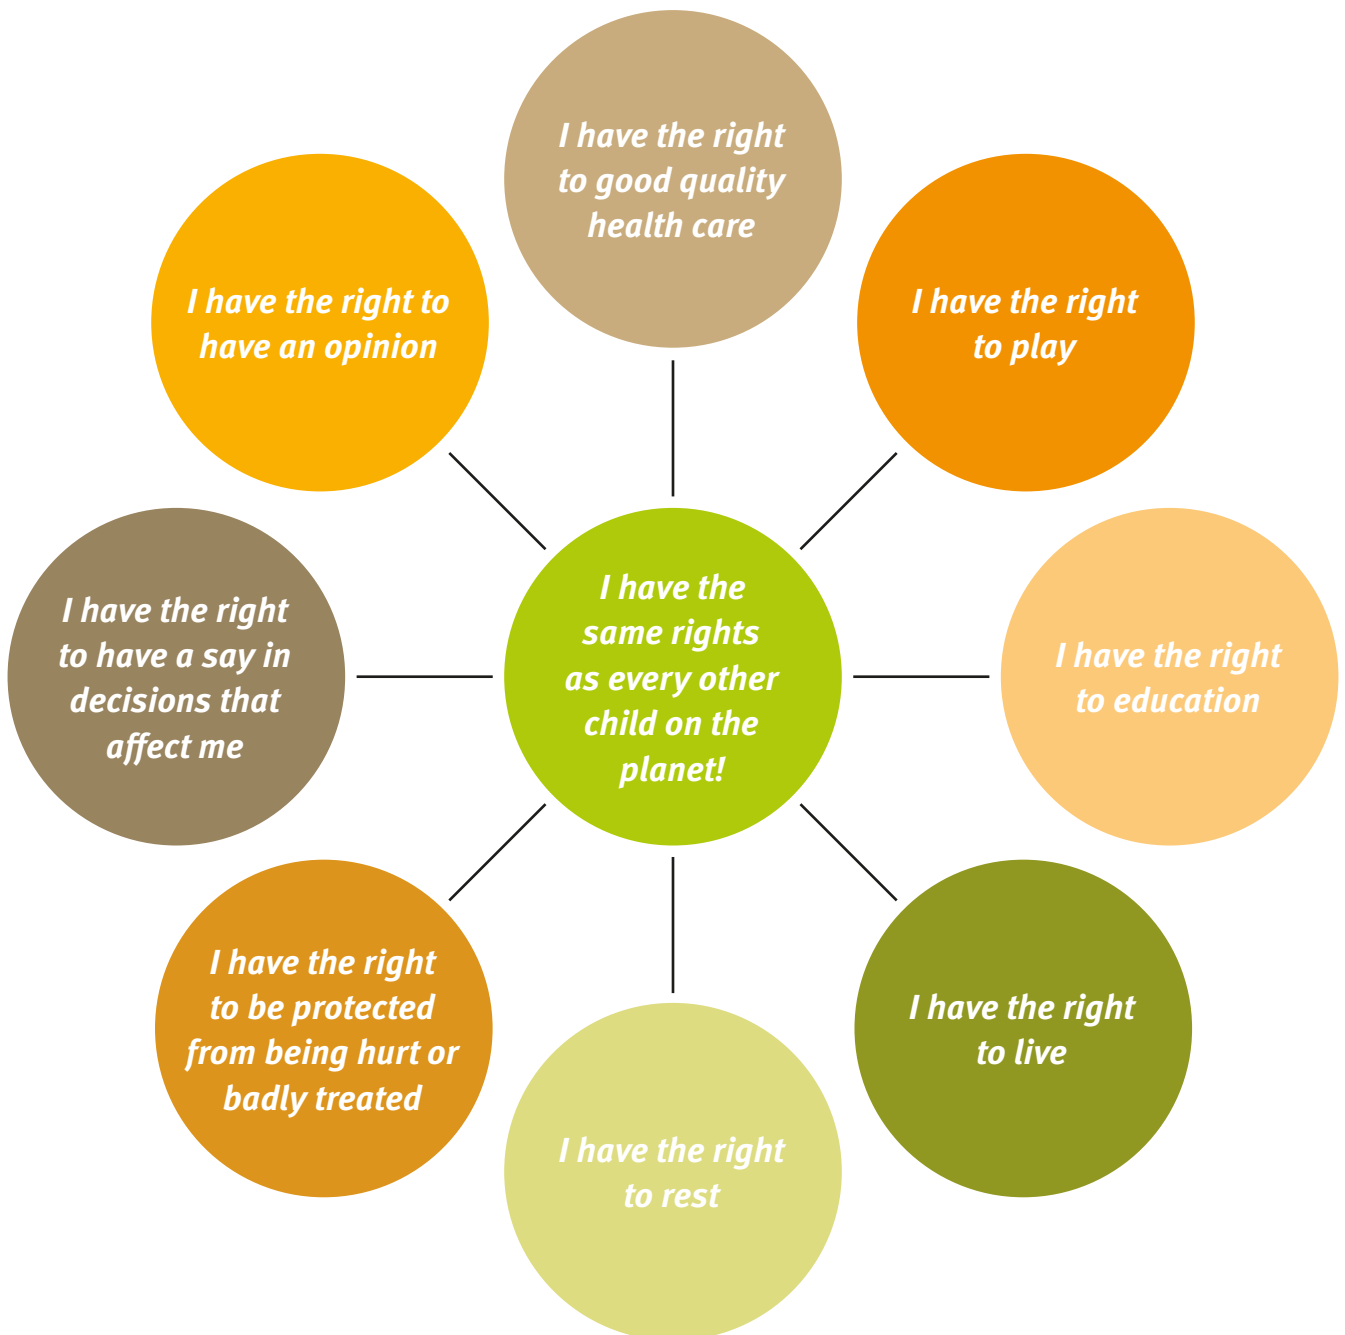 I have the right
to good quality
health care
I have the right to
have an opinion
I have the right
to play
I have the right
to have a say in
decisions that
affect me
I have the
same rights
as every other
child on the
planet!
I have the right
to education
I have the right
to be protected
from being hurt or
badly treated
I have the right
to live
I have the right
to rest